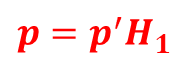 p = p′H₁